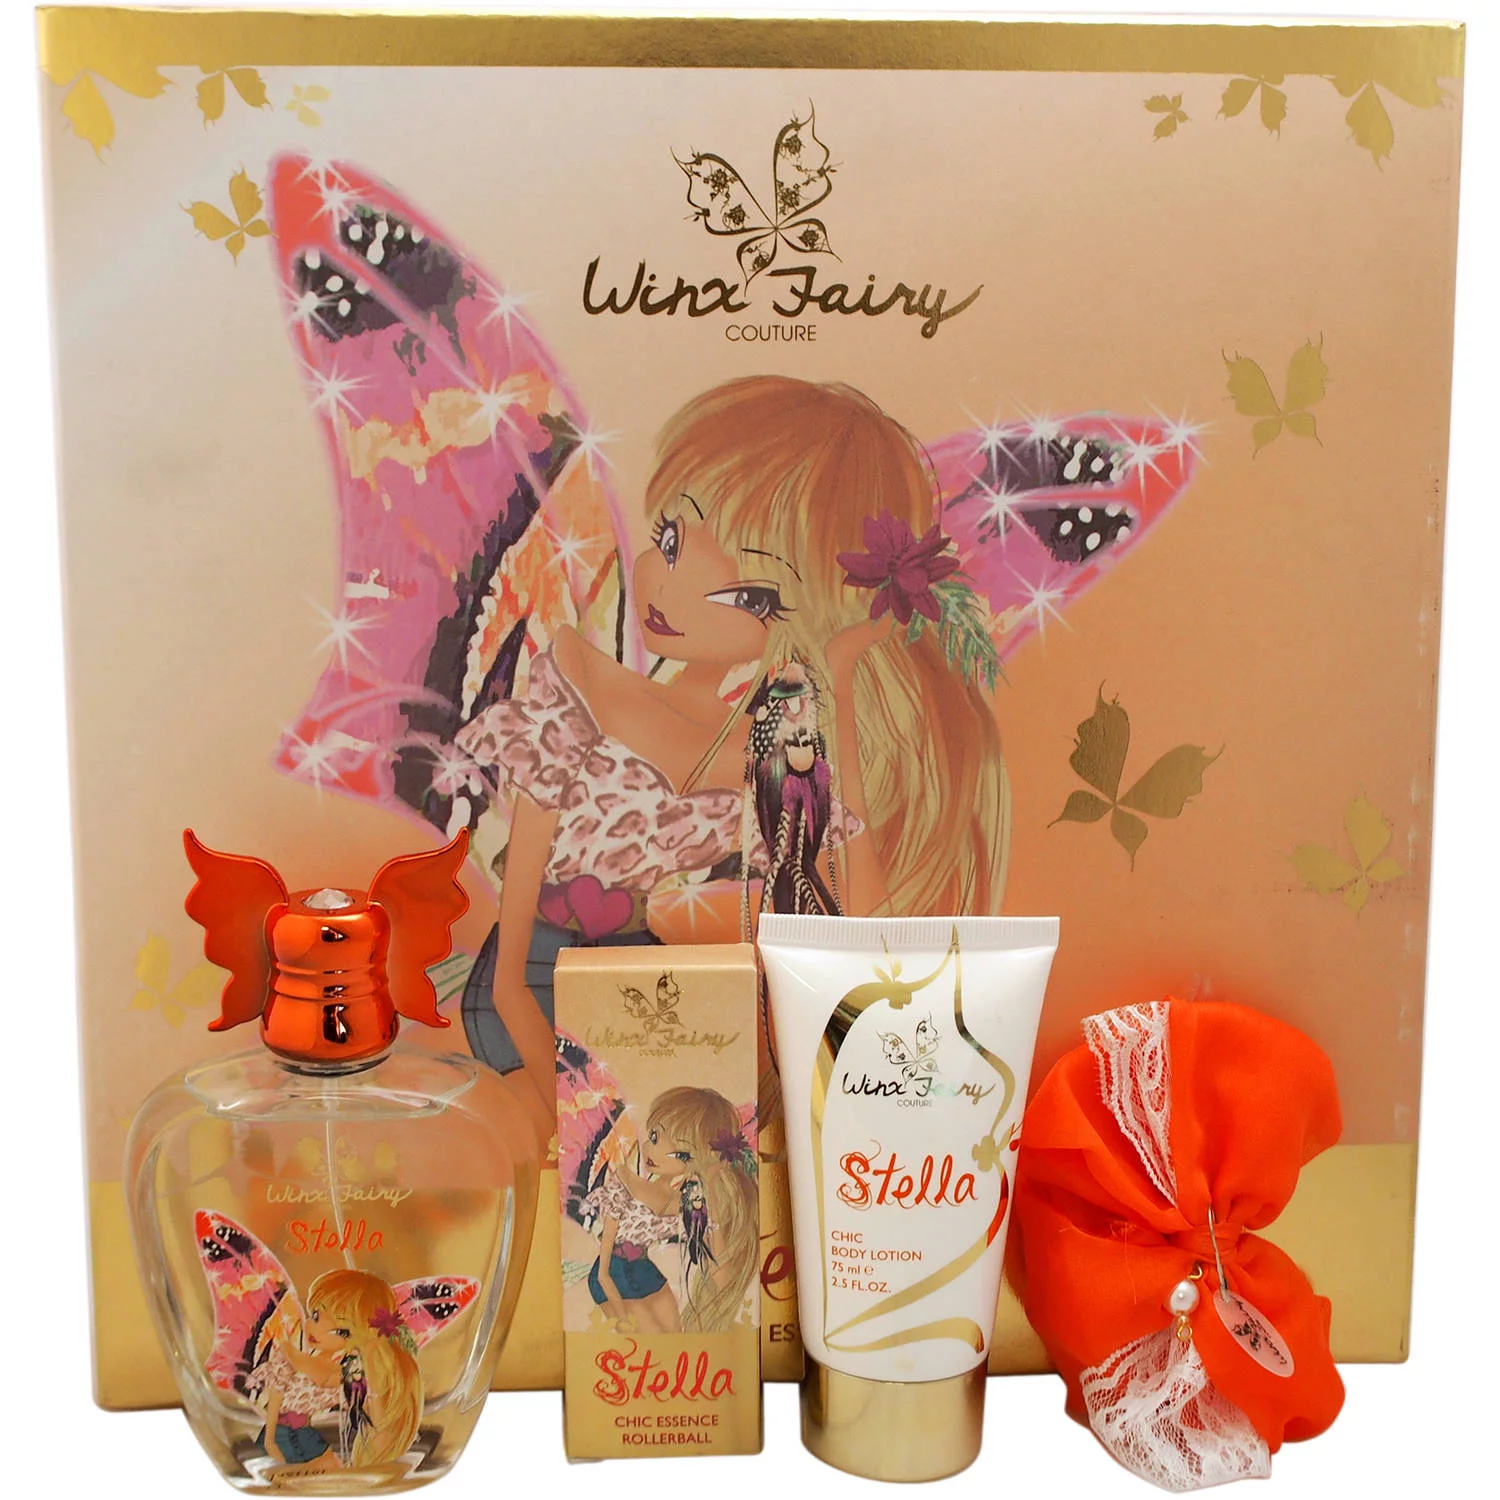 Winx Fairy
COUTURE
Winx Fairy
Stella
Winx Fairy
COUTURE
Stella
CHIC ESSENCE
ROLLERBALL
Winx Fairy
COUTURE
Stella
CHIC
BODY LOTION
75 ml e
2.5 FL.OZ.
ES